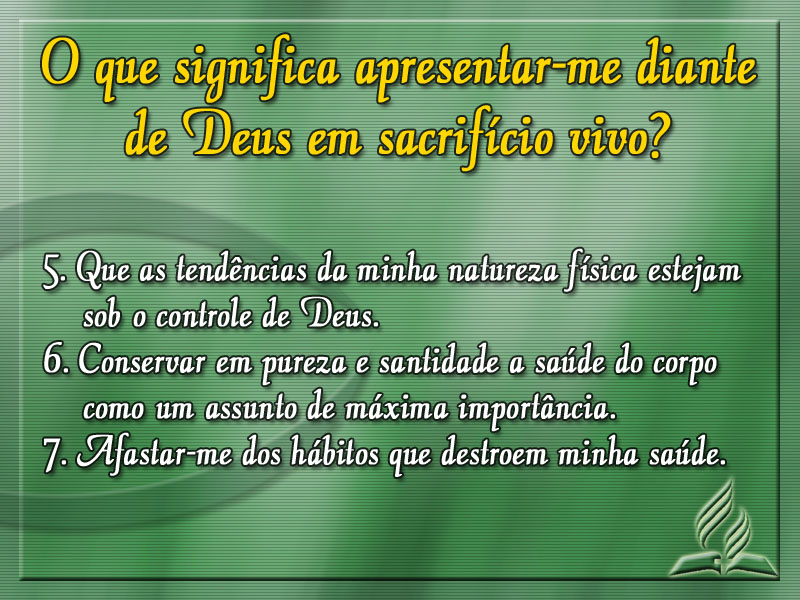 O que significa apresentar-me diante
de Deus em sacrifício vivo?
5. Que as tendências da minha natureza física estejam
sob o controle de Deus.
6. Conservar em pureza e santidade a saúde do corpo
como um assunto de máxima importância.
7. Afastar-me dos hábitos que destroem minha saúde.